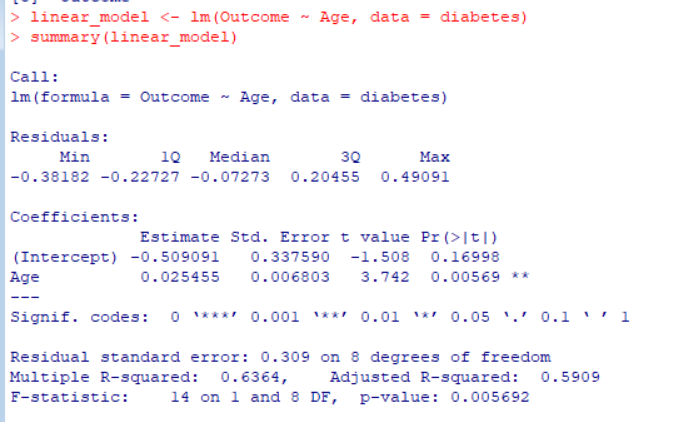 > linear_model <- lm(Outcome ~ Age, data = diabetes)
> summary(linear_model)
Call:
lm(formula = Outcome ~ Age, data = diabetes)
Residuals:
     Min       1Q   Median       3Q      Max
-0.38182 -0.22727 -0.07273  0.20455  0.49091
Coefficients:
             Estimate Std. Error t value Pr(>|t|)
(Intercept) -0.509091   0.337590  -1.508  0.16998
Age          0.025455   0.006803   3.742  0.00569 **
---
Signif. codes:  0 ‘***’ 0.001 ‘**’ 0.01 ‘*’ 0.05 ‘.’ 0.1 ‘ ’ 1
Residual standard error: 0.309 on 8 degrees of freedom
Multiple R-squared:  0.6364,    Adjusted R-squared:  0.5909
F-statistic:    14 on 1 and 8 DF,  p-value: 0.005692